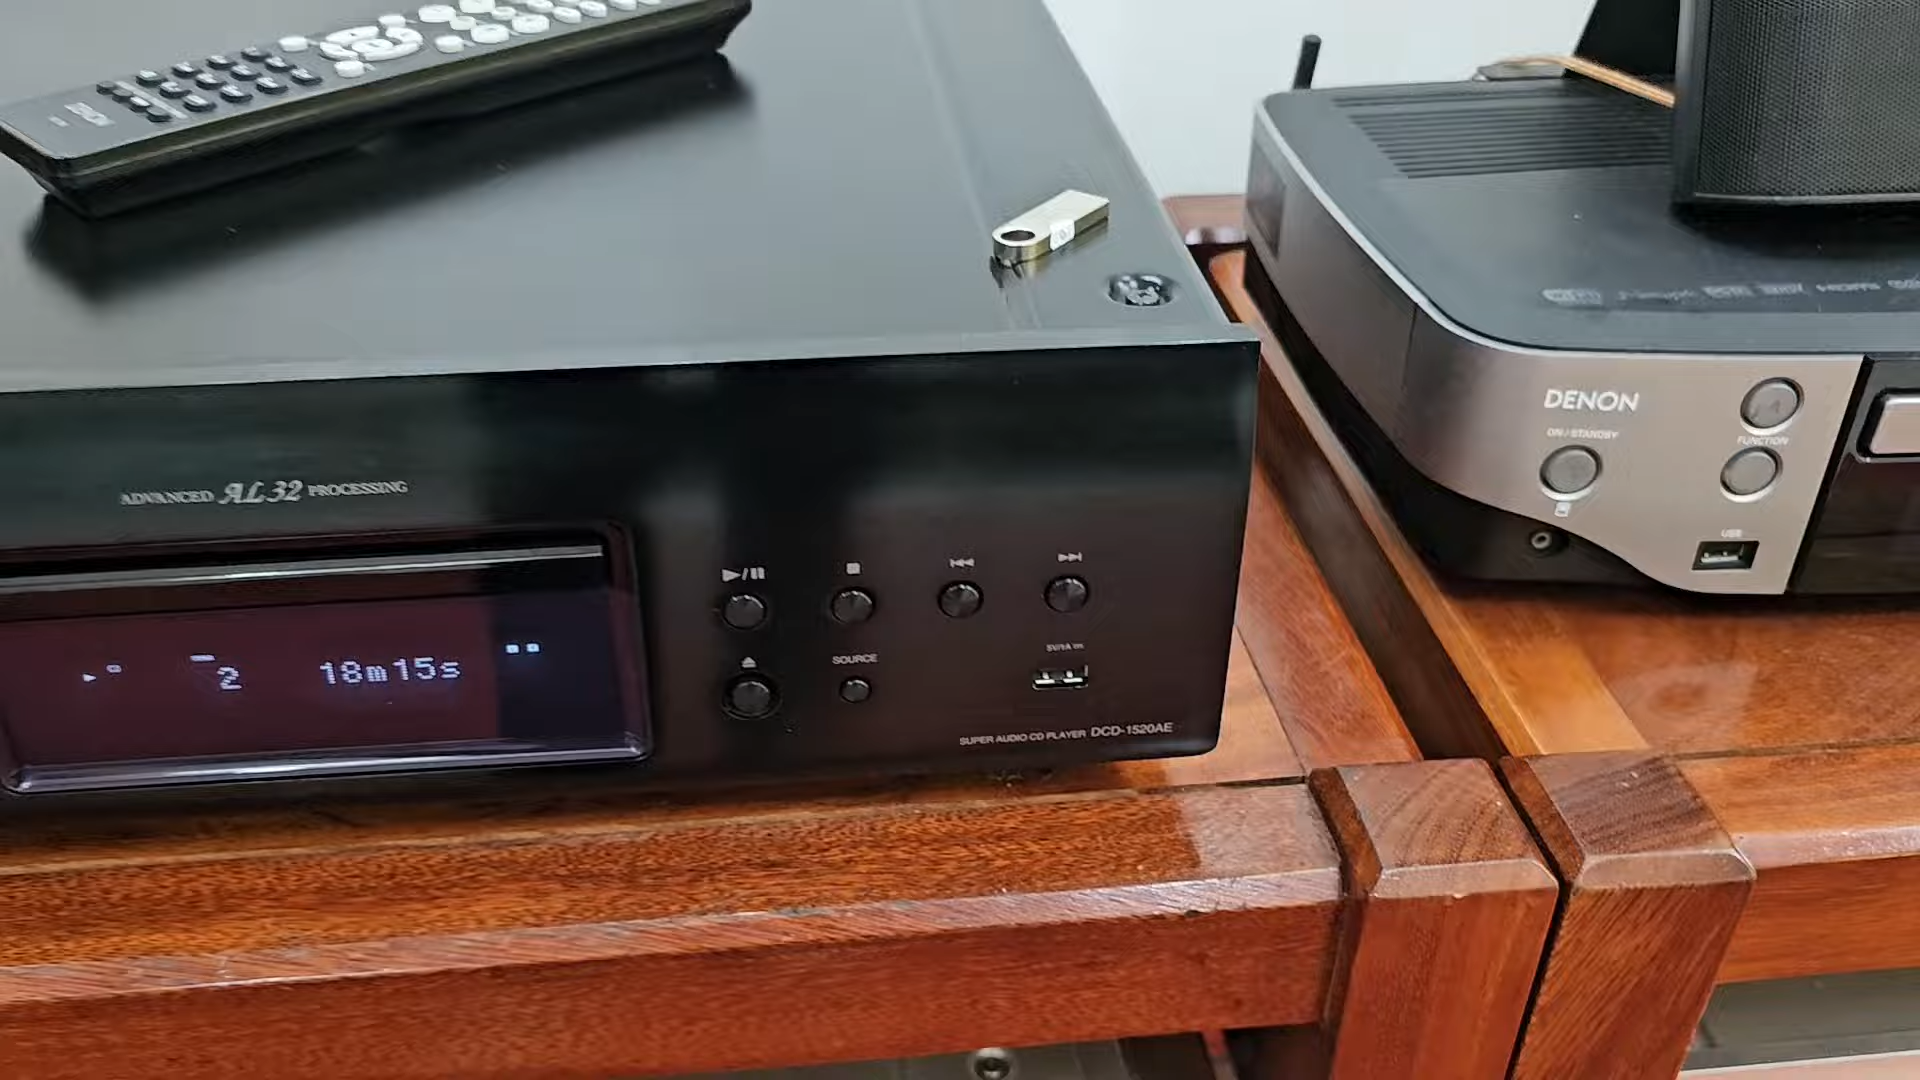 ADVANCED AL32 PROCESSING
2 18m15s
SOURCE
5V/1A
SUPER AUDIO CD PLAYER DCD-1520AE
DENON
ON / STANDBY
FUNCTION
USB